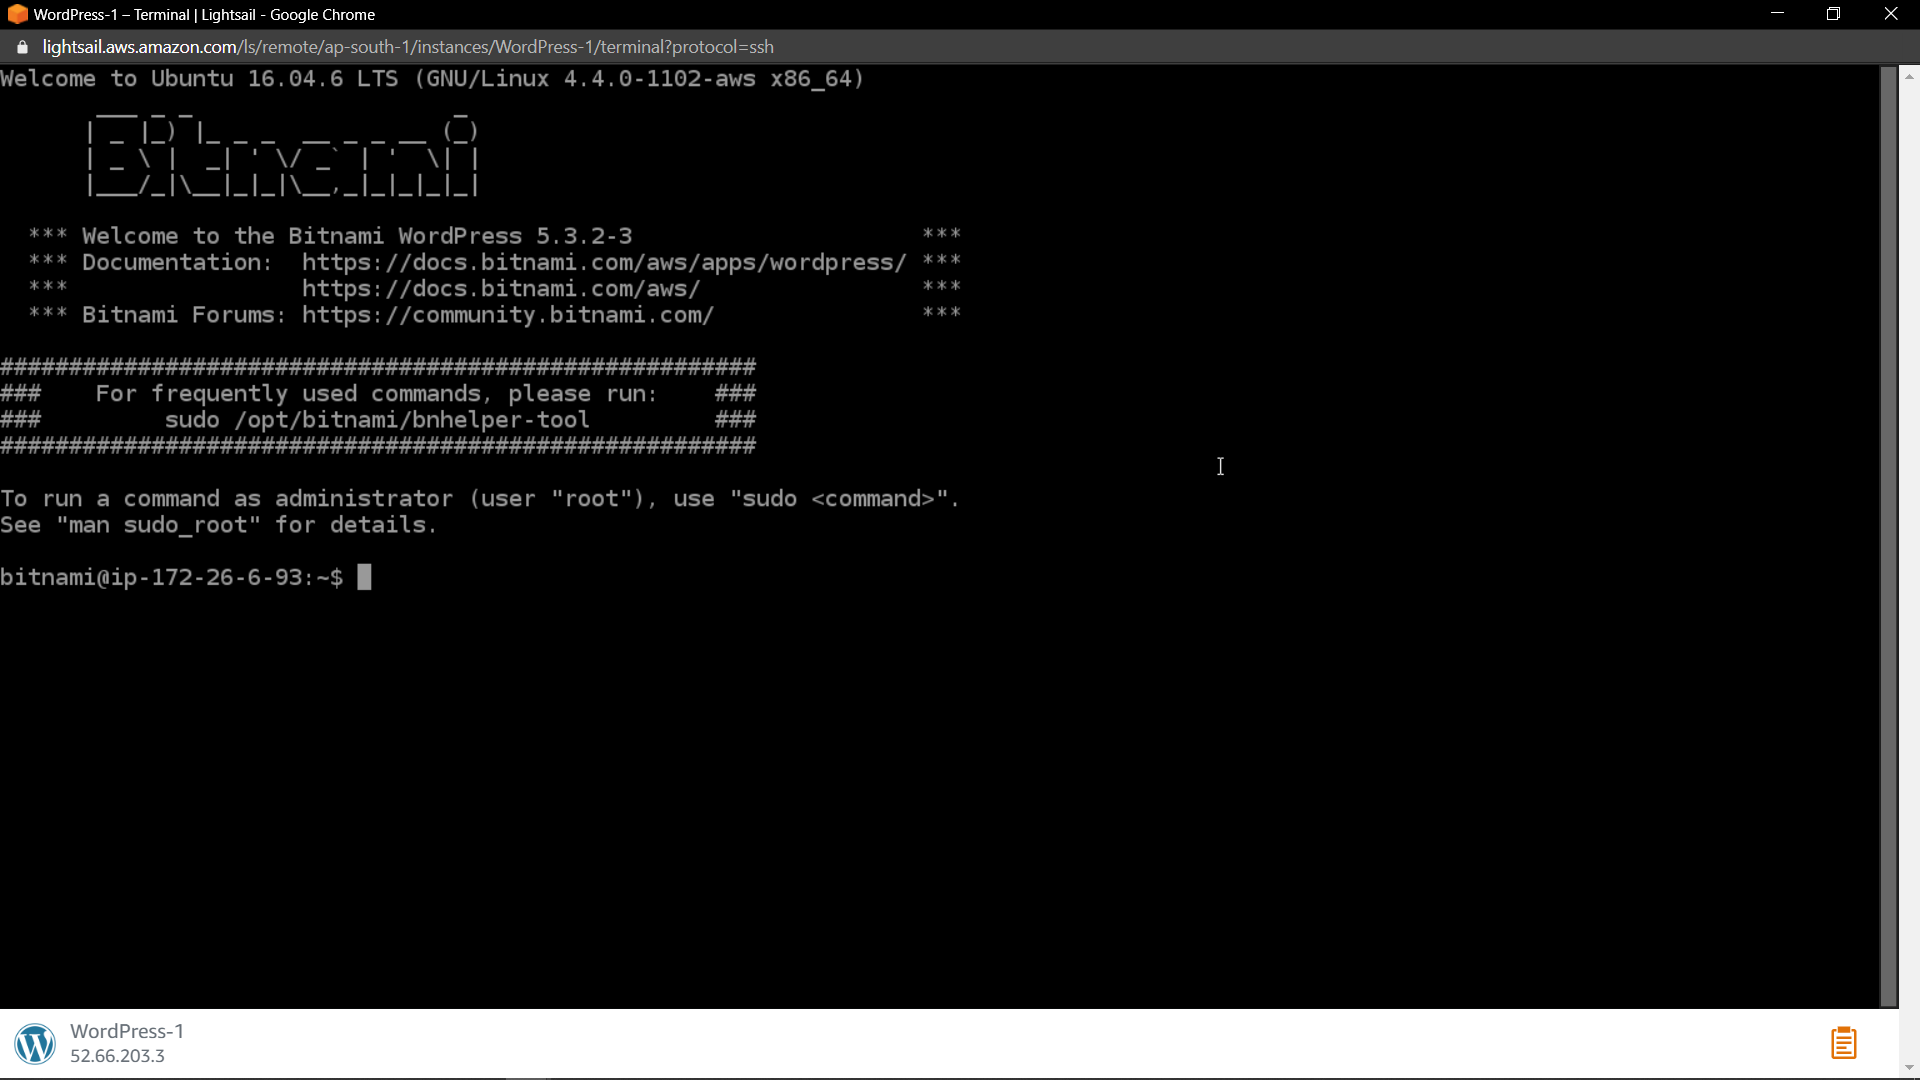 WordPress-1 – Terminal | Lightsail - Google Chrome
lightsail.aws.amazon.com/ls/remote/ap-south-1/instances/WordPress-1/terminal?protocol=ssh
Welcome to Ubuntu 16.04.6 LTS (GNU/Linux 4.4.0-1102-aws x86_64)
Bitnami
*** Welcome to the Bitnami WordPress 5.3.2-3 ***
*** Documentation: https://docs.bitnami.com/aws/apps/wordpress/ ***
*** https://docs.bitnami.com/aws/ ***
*** Bitnami Forums: https://community.bitnami.com/ ***
#######################################################
### For frequently used commands, please run: ###
### sudo /opt/bitnami/bnhelper-tool ###
#######################################################
To run a command as administrator (user "root"), use "sudo <command>".
See "man sudo_root" for details.
bitnami@ip-172-26-6-93:~$
WordPress-1
52.66.203.3